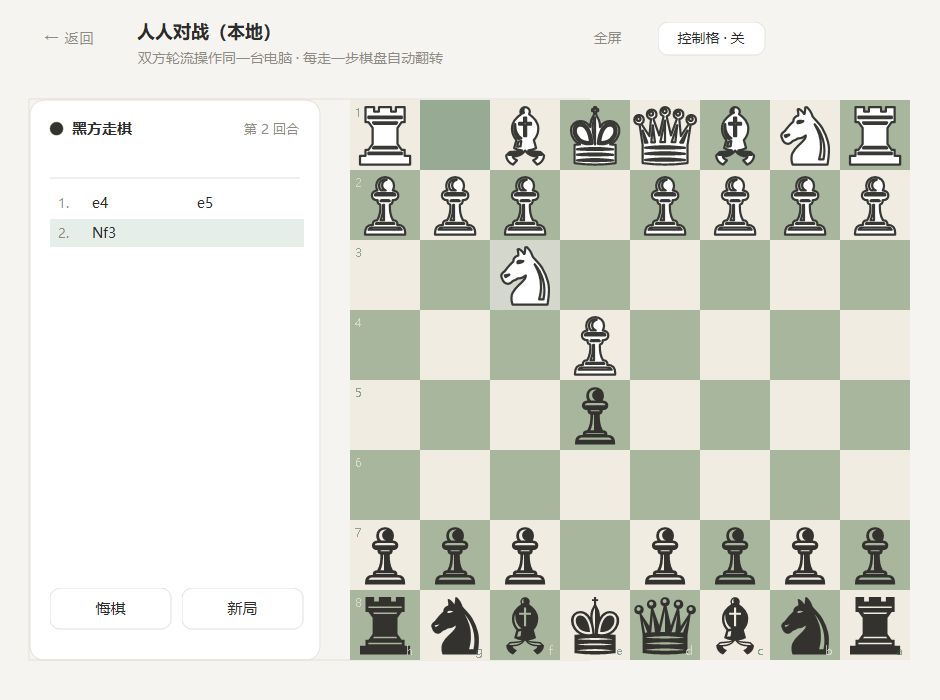 ← 返回
人人对战（本地）
双方轮流操作同一台电脑 · 每走一步棋盘自动翻转
全屏
控制格 · 关
黑方走棋
第 2 回合
1. e4 e5
2. Nf3
悔棋
新局
1
2
3
4
5
6
7
8
h g f e d c b a